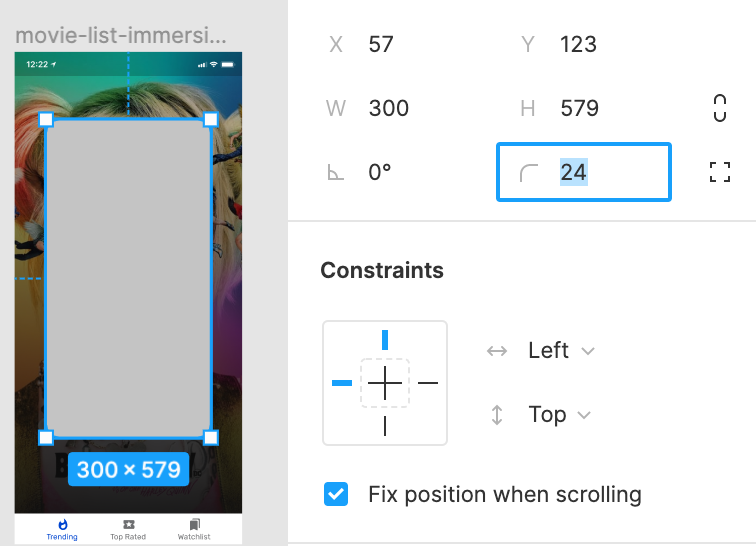 movie-list-immersi...
12:22
300 × 579
Trending
Top Rated
Watchlist
X 57
Y 123
W 300
H 579
0°
24
Constraints
Left
Top
Fix position when scrolling